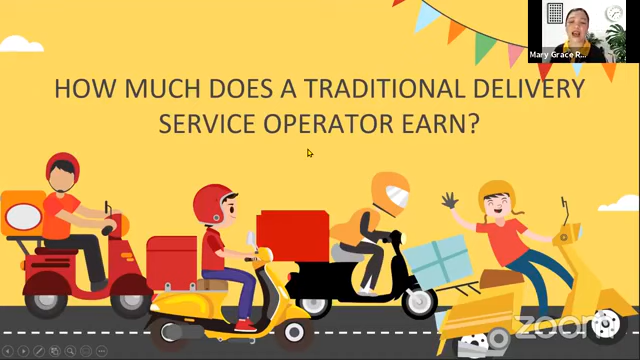 Mary Grace R...
HOW MUCH DOES A TRADITIONAL DELIVERY
SERVICE OPERATOR EARN?
zoom